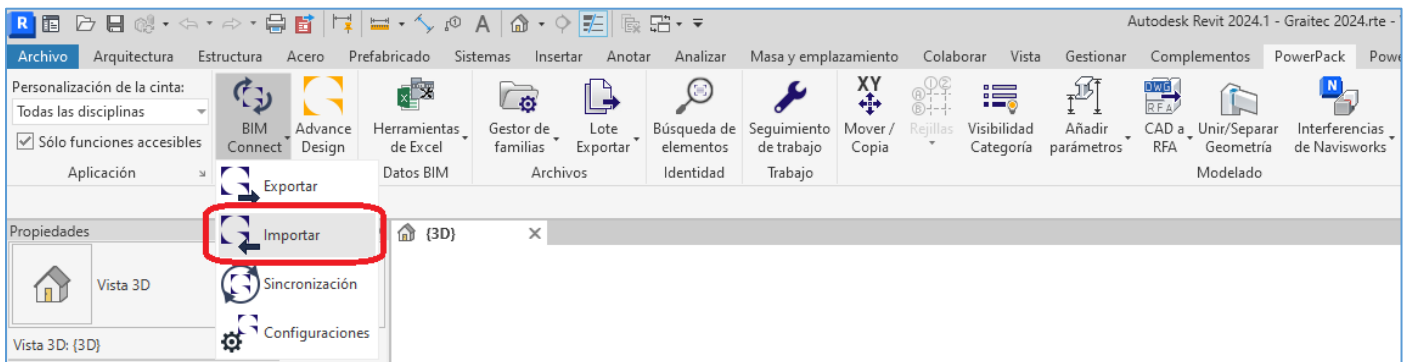 Autodesk Revit 2024.1 - Graitec 2024.rte -
Archivo Arquitectura Estructura Acero Prefabricado Sistemas Insertar Anotar Analizar Masa y emplazamiento Colaborar Vista Gestionar Complementos PowerPack Powe
Personalización de la cinta:
Todas las disciplinas
Sólo funciones accesibles
Aplicación
BIM
Connect
Advance
Design
Herramientas
de Excel
Datos BIM
Gestor de
familias
Lote
Exportar
Archivos
Búsqueda de
elementos
Identidad
Seguimiento
de trabajo
Trabajo
XY
Mover /
Copia
Rejillas
Visibilidad
Categoría
Añadir
parámetros
DWG
RFA
CAD a
RFA
Unir/Separar
Geometría
Interferencias
de Navisworks
Modelado
Exportar
Importar
Sincronización
Configuraciones
Propiedades
Vista 3D
Vista 3D: {3D}
{3D}